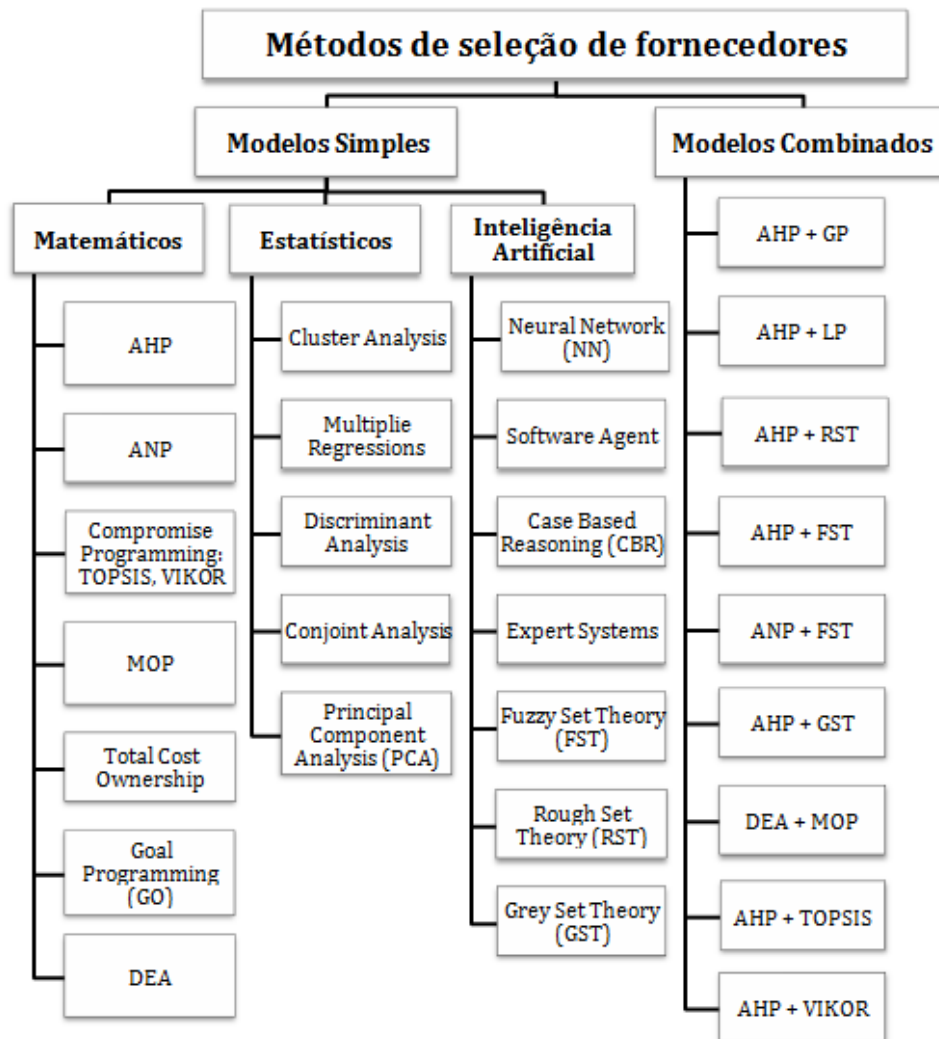 Métodos de seleção de fornecedores
Modelos Simples
Modelos Combinados
Matemáticos
Estatísticos
Inteligência
Artificial
AHP
ANP
Compromise
Programming:
TOPSIS, VIKOR
MOP
Total Cost
Ownership
Goal
Programming
(GO)
DEA
Cluster Analysis
Multiplie
Regressions
Discriminant
Analysis
Conjoint Analysis
Principal
Component
Analysis (PCA)
Neural Network
(NN)
Software Agent
Case Based
Reasoning (CBR)
Expert Systems
Fuzzy Set Theory
(FST)
Rough Set
Theory (RST)
Grey Set Theory
(GST)
AHP + GP
AHP + LP
AHP + RST
AHP + FST
ANP + FST
AHP + GST
DEA + MOP
AHP + TOPSIS
AHP + VIKOR